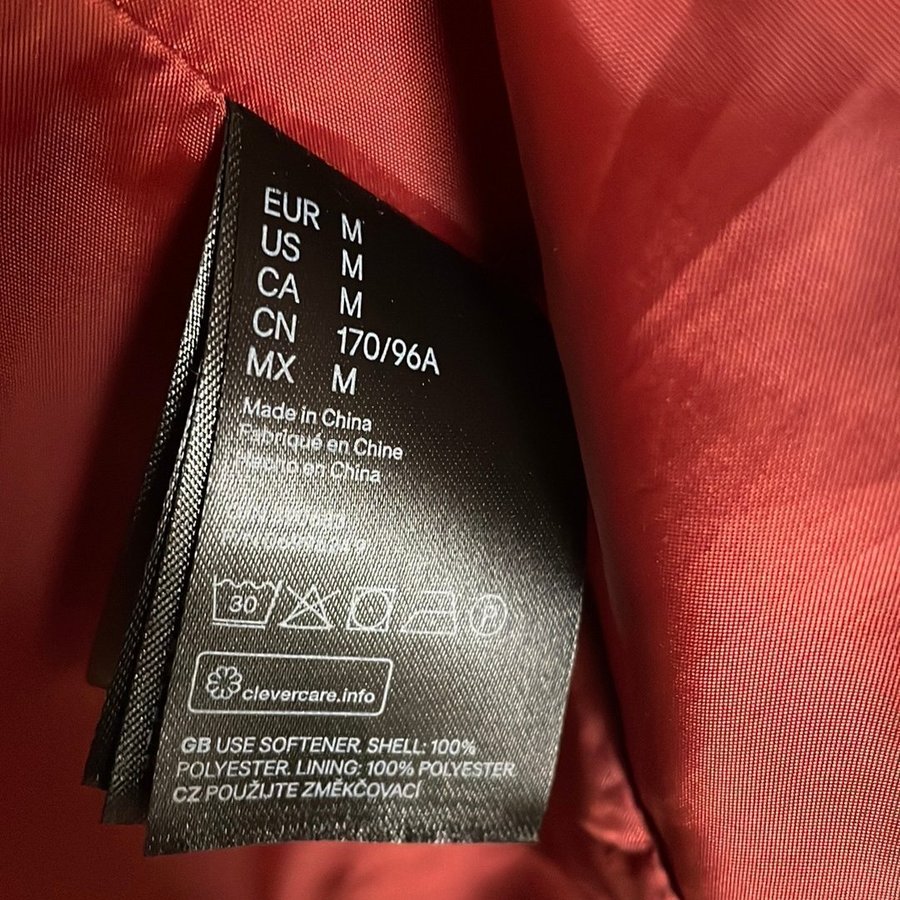 EUR M
US M
CA M
CN 170/96A
MX M
Made in China
Fabriqué en Chine
Hecho en China
30
P
clevercare.info
GB USE SOFTENER. SHELL: 100%
POLYESTER. LINING: 100% POLYESTER
CZ POUŽIJTE ZMĚKČOVACÍ